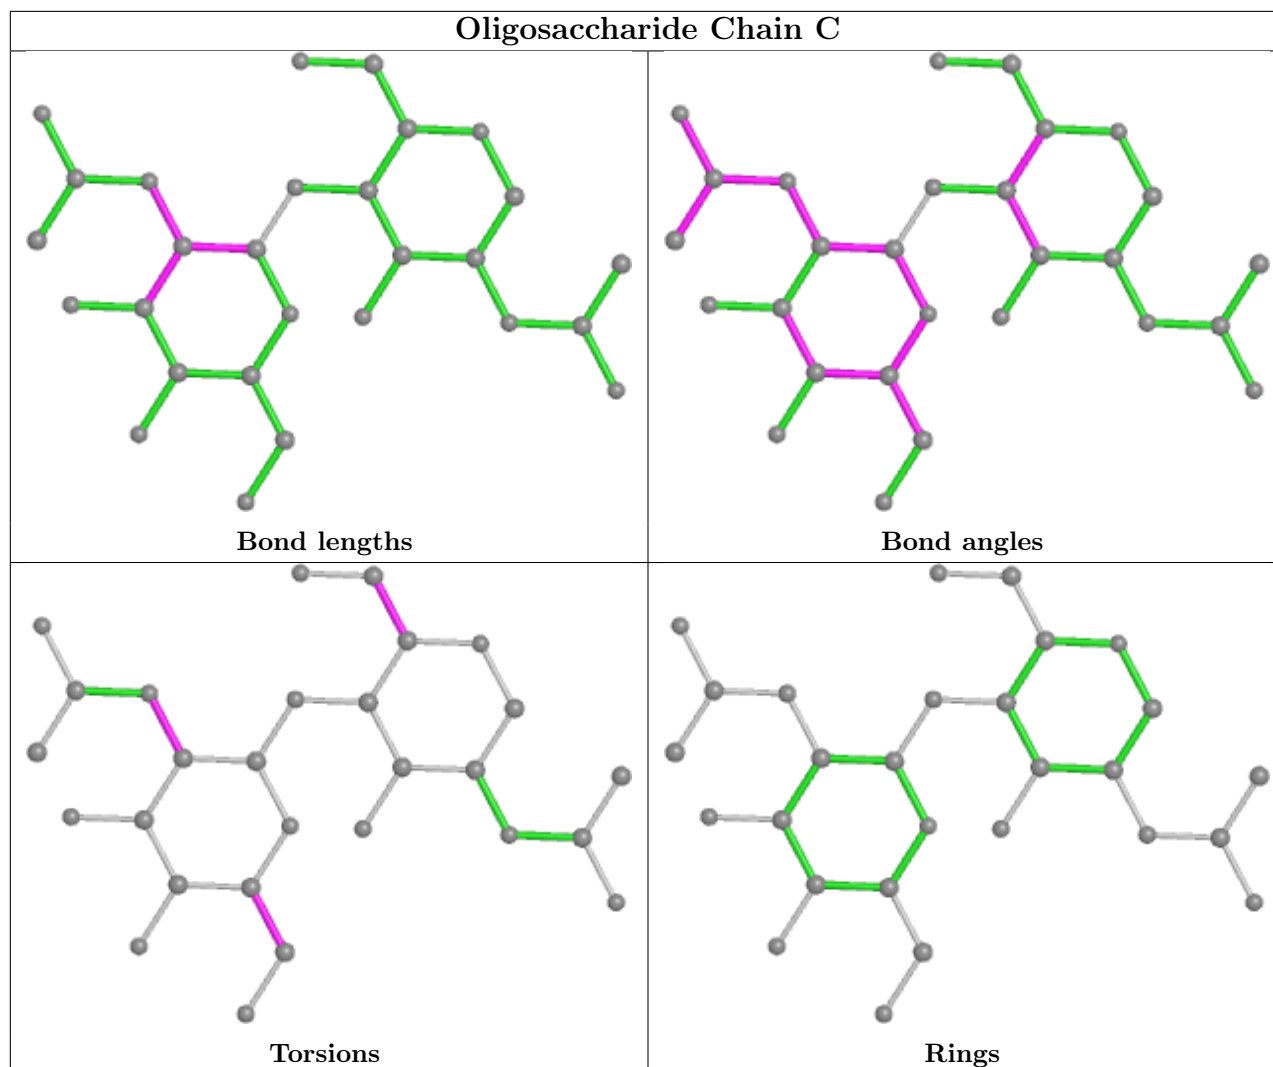 Oligosaccharide Chain C
Bond lengths
Bond angles
Torsions
Rings